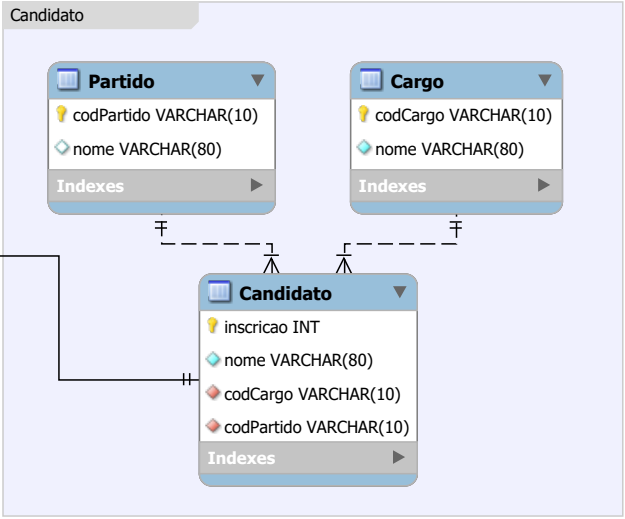 Candidato
Partido
codPartido VARCHAR(10)
nome VARCHAR(80)
Indexes
Cargo
codCargo VARCHAR(10)
nome VARCHAR(80)
Indexes
Candidato
inscricao INT
nome VARCHAR(80)
codCargo VARCHAR(10)
codPartido VARCHAR(10)
Indexes